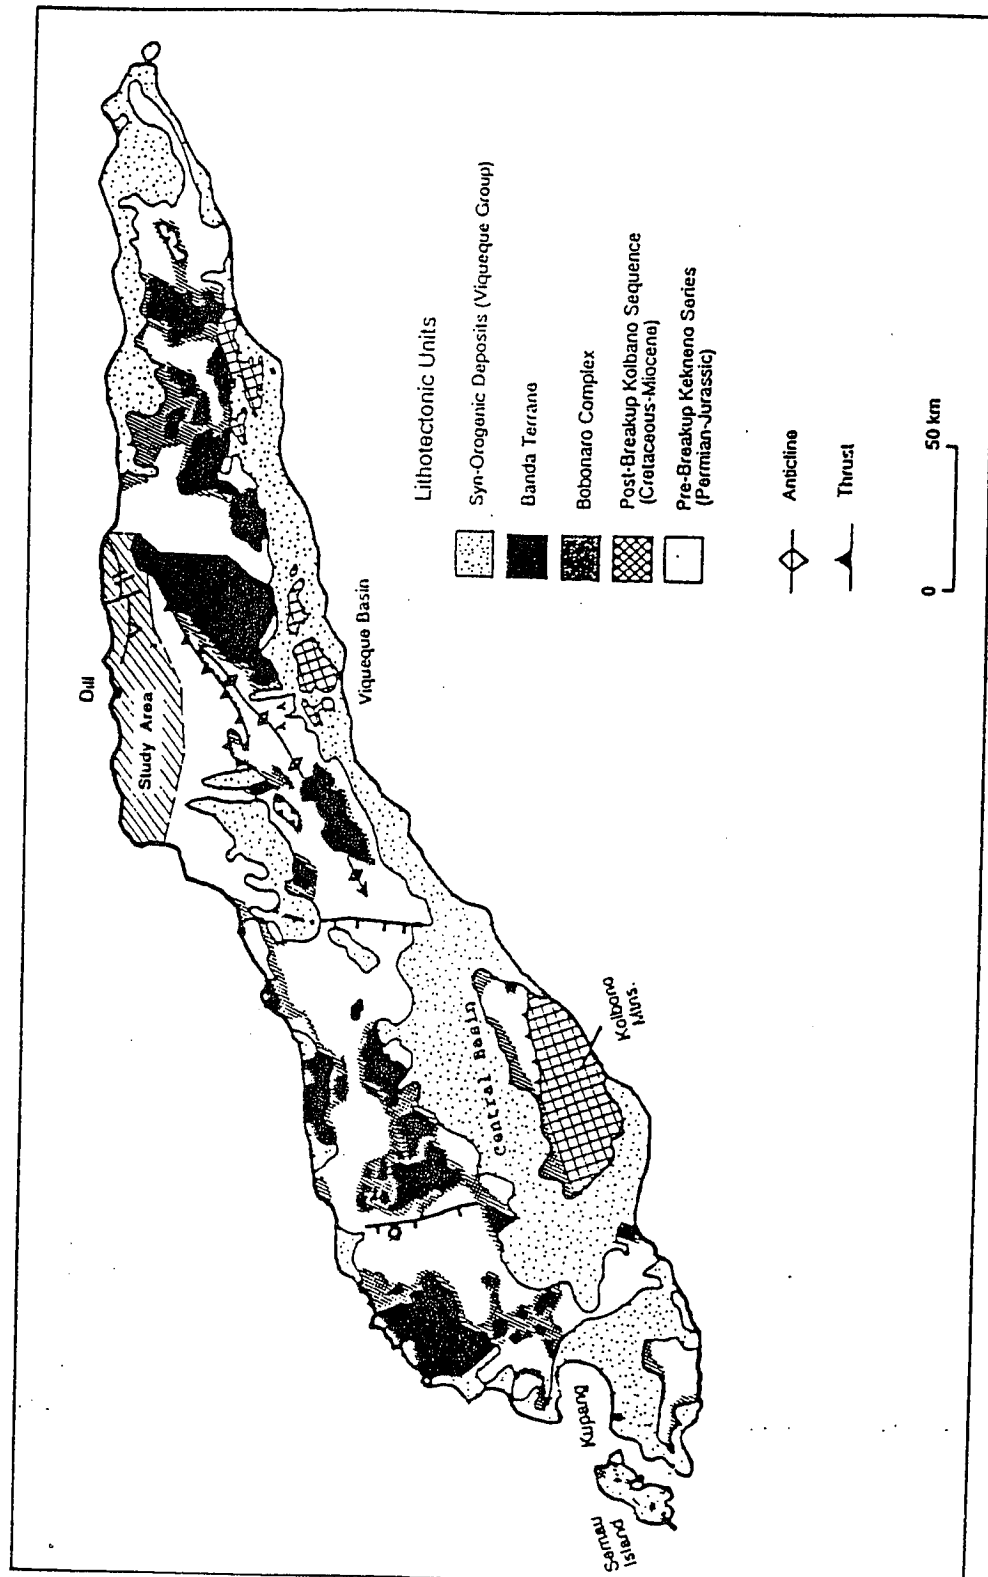 Dili
Study Area
Viqueque Basin
Central Basin
Kolbano
Mtns.
Kupang
Semau
Island
Lithotectonic Units
Syn-Orogenic Deposits (Viqueque Group)
Banda Terrane
Bobonaro Complex
Post-Breakup Kolbano Sequence
(Cretaceous-Miocene)
Pre-Breakup Kekneno Series
(Permian-Jurassic)
Anticline
Thrust
0 50 km